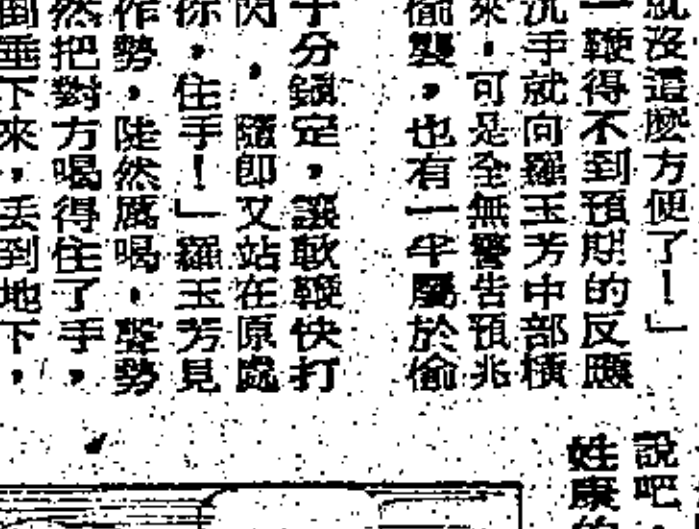 就沒這麼方便了！」
一鞭得不到預期的反應
沉手就向羅玉芳中部橫
來，可是全無警告預兆
偷襲，也有一半屬於偷
十分鎮定，讓敵鞭快打
閃，隨即又站在原處
你，住手！」羅玉芳見
作勢，陡然厲喝，聲勢
然把對方喝得住了手，
倒垂下來，丢到地下，
說吧
姓康的